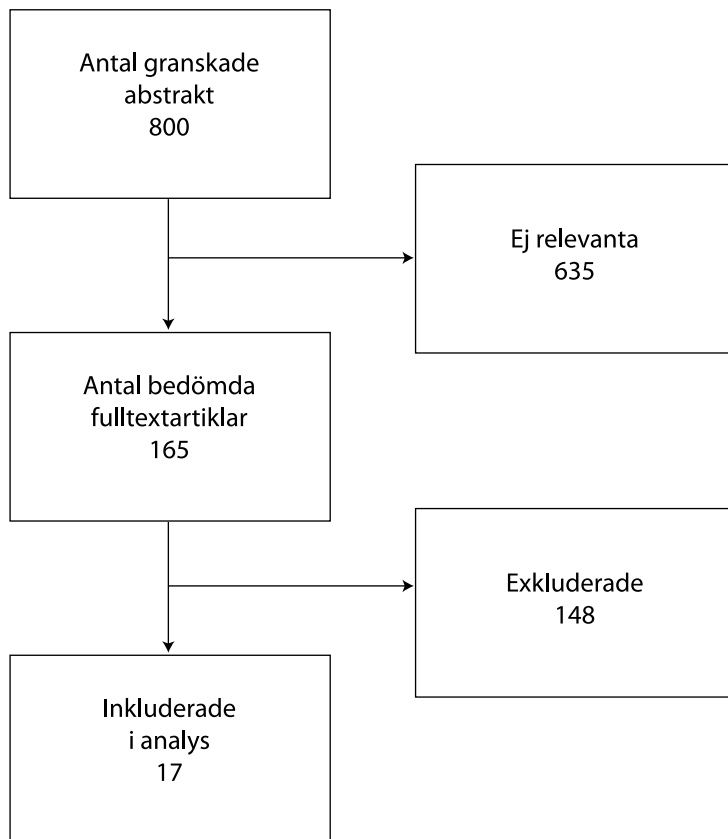 Antal granskade
abstrakt
800
Ej relevanta
635
Antal bedömda
fulltextartiklar
165
Exkluderade
148
Inkluderade
i analys
17